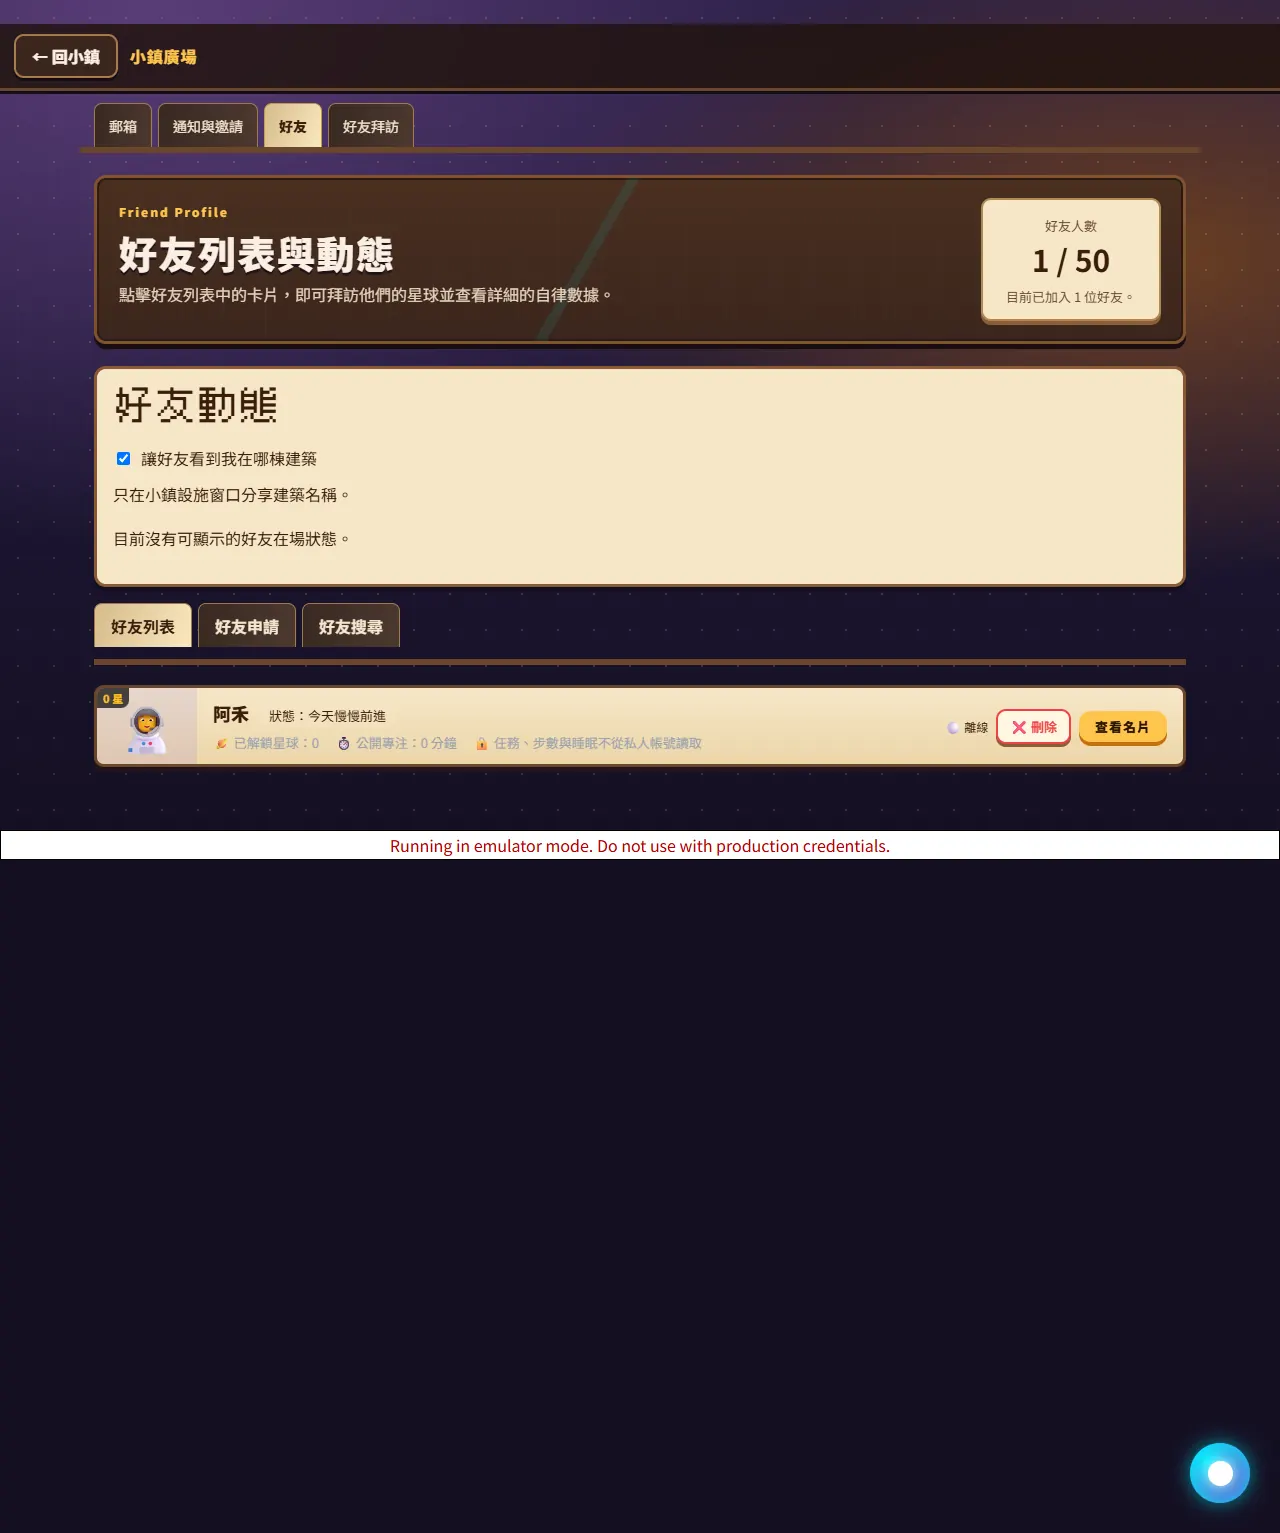 ← 回小鎮
小鎮廣場
郵箱
通知與邀請
好友
好友拜訪
Friend Profile
好友列表與動態
點擊好友列表中的卡片，即可拜訪他們的星球並查看詳細的自律數據。
好友人數
1 / 50
目前已加入 1 位好友。
好友動態
讓好友看到我在哪棟建築
只在小鎮設施窗口分享建築名稱。
目前沒有可顯示的好友在場狀態。
好友列表
好友申請
好友搜尋
0 星
阿禾
狀態：今天慢慢前進
已解鎖星球：0
公開專注：0 分鐘
任務、步數與睡眠不從私人帳號讀取
離線
❌ 刪除
查看名片
Running in emulator mode. Do not use with production credentials.